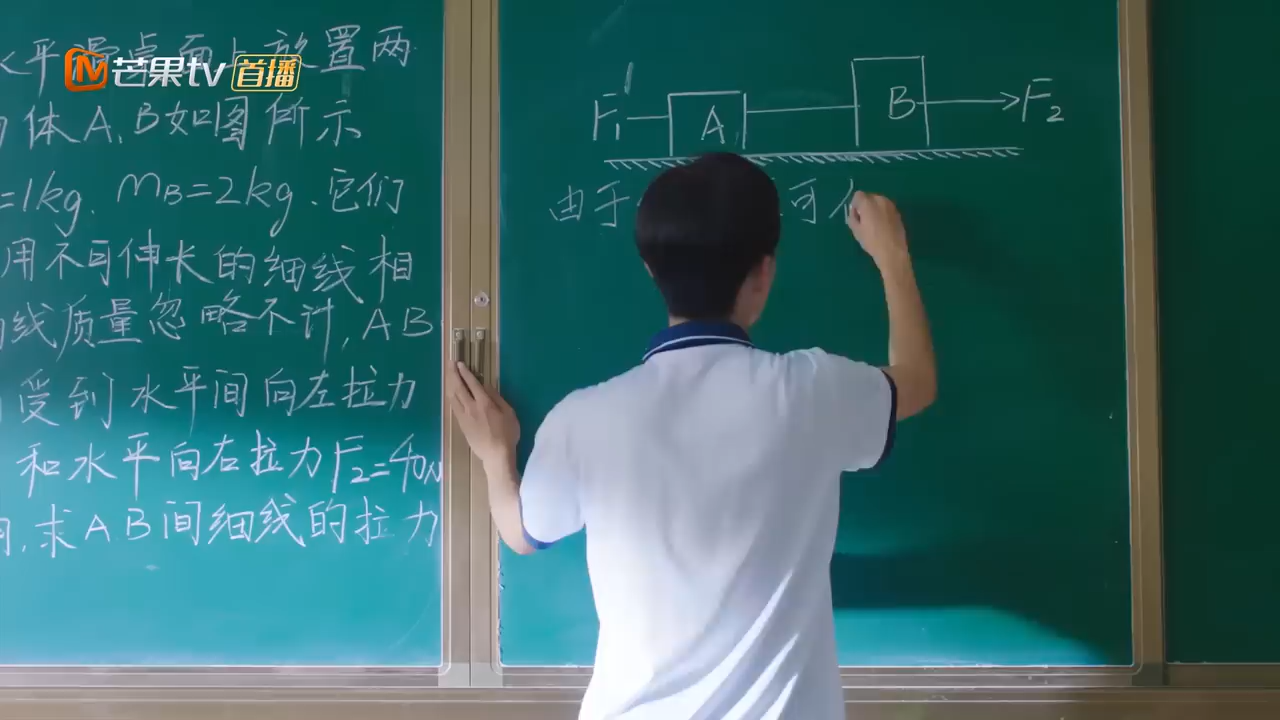 芒果tv 首播
水平滑桌面上放置两
体A、B如图所示
=1kg、mB=2kg、它们
用不可伸长的细线相
线质量忽略不计,AB
受到水平间向左拉力
和水平向右拉力F2=40N
,求AB间细线的拉力
F1 A B F2
由于 可